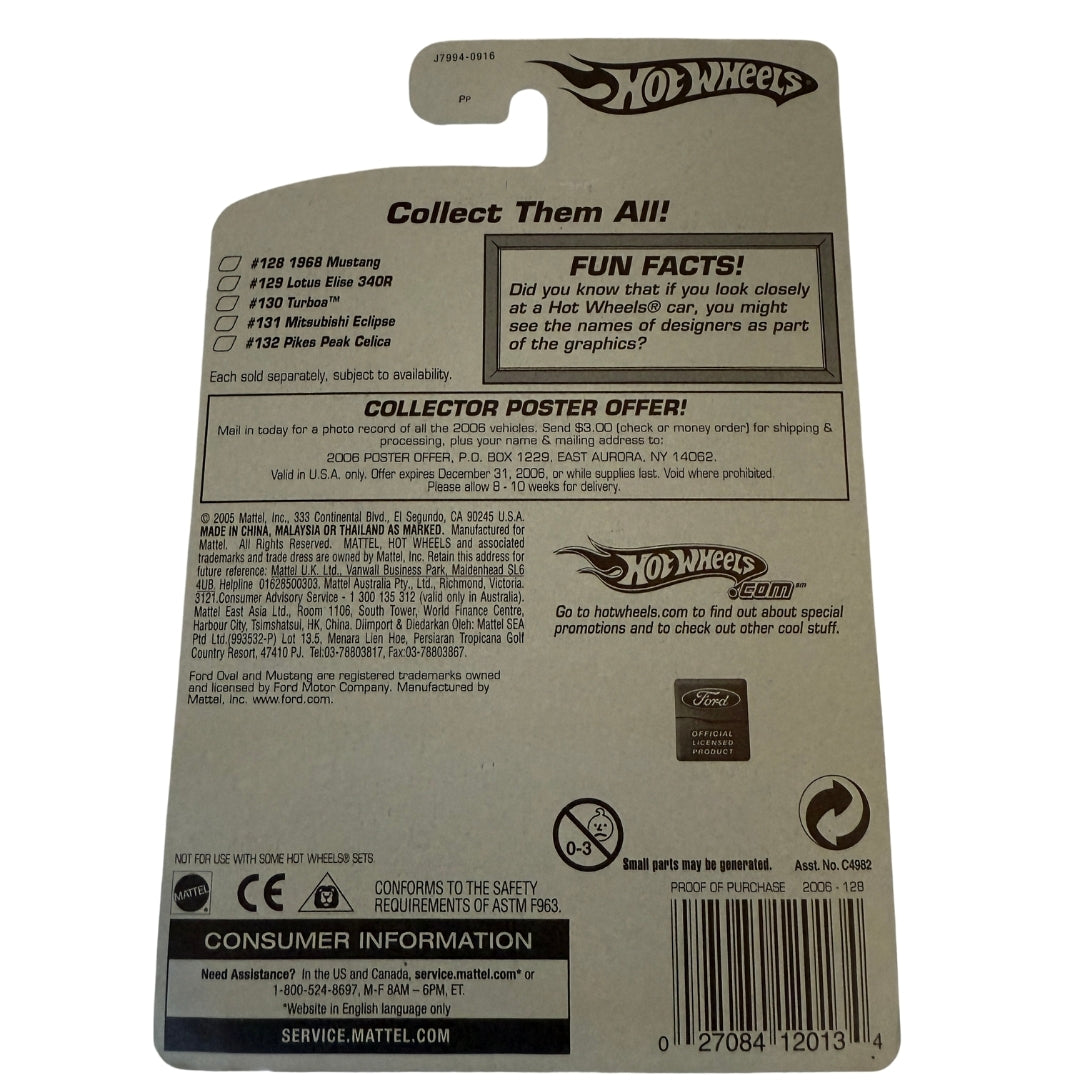 J7994-0916
PP
HOT WHEELS
Collect Them All!
#128 1968 Mustang
#129 Lotus Elise 340R
#130 Turboa™
#131 Mitsubishi Eclipse
#132 Pikes Peak Celica
Each sold separately, subject to availability.
FUN FACTS!
Did you know that if you look closely
at a Hot Wheels® car, you might
see the names of designers as part
of the graphics?
COLLECTOR POSTER OFFER!
Mail in today for a photo record of all the 2006 vehicles. Send $3.00 (check or money order) for shipping &
processing, plus your name & mailing address to:
2006 POSTER OFFER, P.O. BOX 1229, EAST AURORA, NY 14062.
Valid in U.S.A. only. Offer expires December 31, 2006, or while supplies last. Void where prohibited.
Please allow 8 - 10 weeks for delivery.
© 2005 Mattel, Inc., 333 Continental Blvd., El Segundo, CA 90245 U.S.A.
MADE IN CHINA, MALAYSIA OR THAILAND AS MARKED. Manufactured for
Mattel. All Rights Reserved. MATTEL, HOT WHEELS and associated
trademarks and trade dress are owned by Mattel, Inc. Retain this address for
future reference: Mattel U.K. Ltd., Vanwall Business Park, Maidenhead SL6
4UB. Helpline 01628500303. Mattel Australia Pty., Ltd., Richmond, Victoria.
3121.Consumer Advisory Service - 1 300 135 312 (valid only in Australia).
Mattel East Asia Ltd., Room 1106, South Tower, World Finance Centre,
Harbour City, Tsimshatsui, HK, China. Diimport & Diedarkan Oleh: Mattel SEA
Ptd Ltd.(993532-P) Lot 13.5, Menara Lien Hoe, Persiaran Tropicana Golf
Country Resort, 47410 PJ. Tel:03-78803817, Fax:03-78803867.
Ford Oval and Mustang are registered trademarks owned
and licensed by Ford Motor Company. Manufactured by
Mattel, Inc. www.ford.com.
HOT WHEELS
.COM℠
Go to hotwheels.com to find out about special
promotions and to check out other cool stuff.
Ford
OFFICIAL
LICENSED
PRODUCT
0-3
Small parts may be generated.
Asst. No. C4982
NOT FOR USE WITH SOME HOT WHEELS® SETS.
MATTEL
CE
CONFORMS TO THE SAFETY
REQUIREMENTS OF ASTM F963.
PROOF OF PURCHASE 2006 - 128
CONSUMER INFORMATION
Need Assistance? In the US and Canada, service.mattel.com* or
1-800-524-8697, M-F 8AM – 6PM, ET.
*Website in English language only
SERVICE.MATTEL.COM
0 27084 12013 4